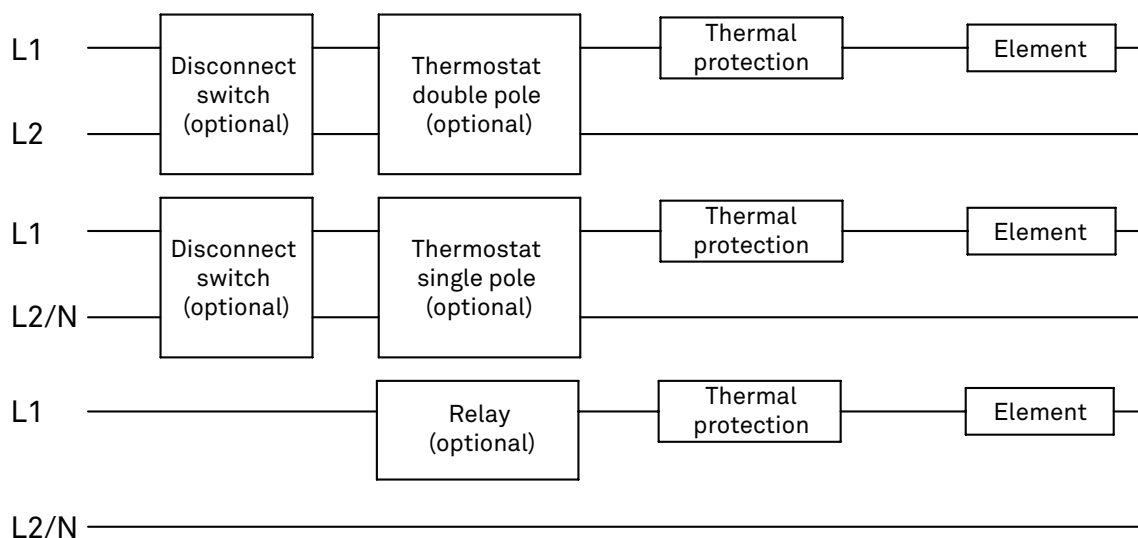 L1
Disconnect
switch
(optional)
Thermostat
double pole
(optional)
Thermal
protection
Element
L2
L1
Disconnect
switch
(optional)
Thermostat
single pole
(optional)
Thermal
protection
Element
L2/N
L1
Relay
(optional)
Thermal
protection
Element
L2/N